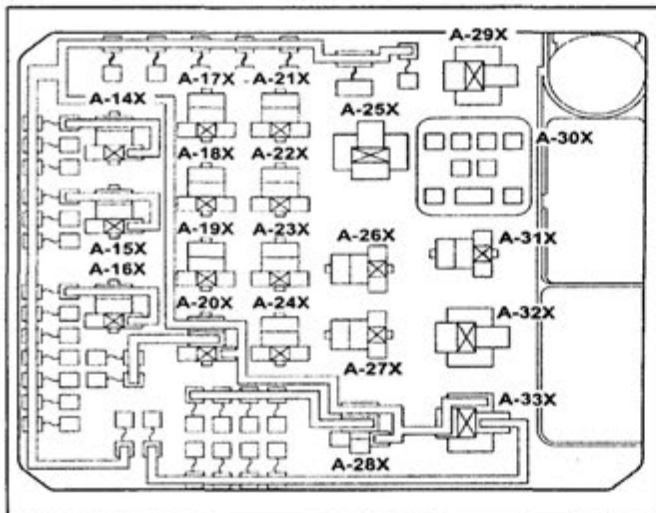 A-29X
A-17X A-21X
A-14X
A-25X
A-30X
A-18X A-22X
A-19X A-23X
A-15X
A-26X
A-31X
A-16X
A-20X A-24X
A-32X
A-27X
A-33X
A-28X